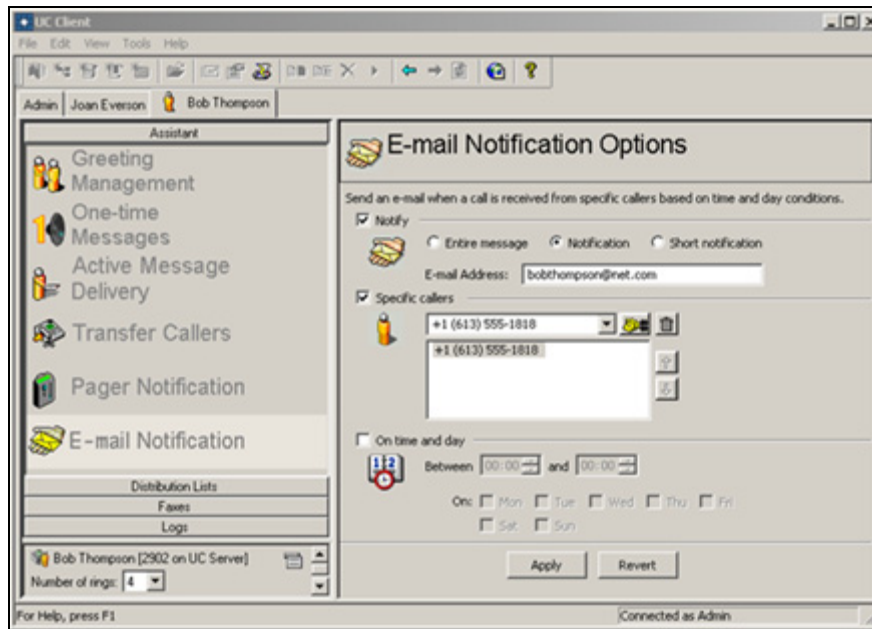 UC Client
File Edit View Tools Help
Admin Joan Everson Bob Thompson
Assistant
Greeting
Management
One-time
Messages
Active Message
Delivery
Transfer Callers
Pager Notification
E-mail Notification
Distribution Lists
Faxes
Logs
Bob Thompson [2902 on UC Server]
Number of rings: 4
E-mail Notification Options
Send an e-mail when a call is received from specific callers based on time and day conditions.
Notify
Entire message Notification Short notification
E-mail Address: bobthompson@net.com
Specific callers
+1 (613) 555-1818
+1 (613) 555-1818
On time and day
Between 00:00 and 00:00
On: Mon Tue Wed Thu Fri
Sat Sun
Apply Revert
For Help, press F1 Connected as Admin